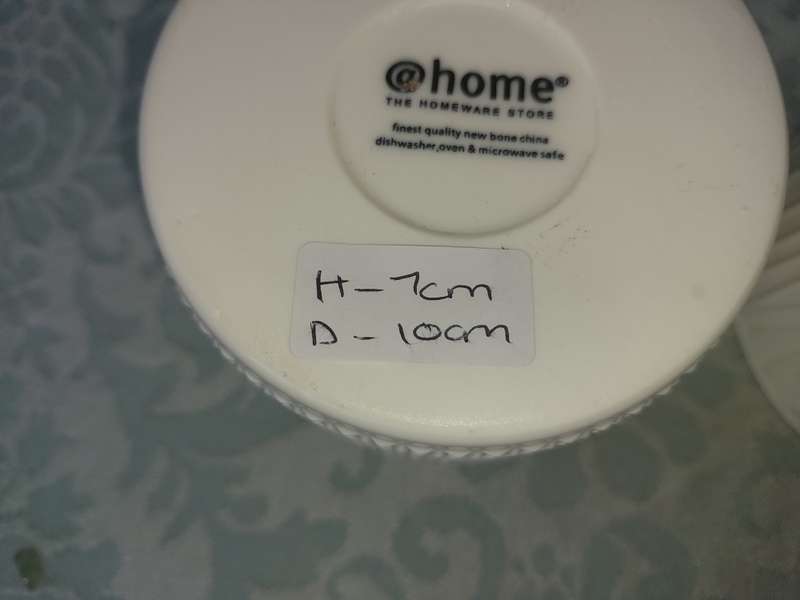 @home®
THE HOMEWARE STORE
finest quality new bone china
dishwasher,oven & microwave safe
H - 7cm
D - 10cm